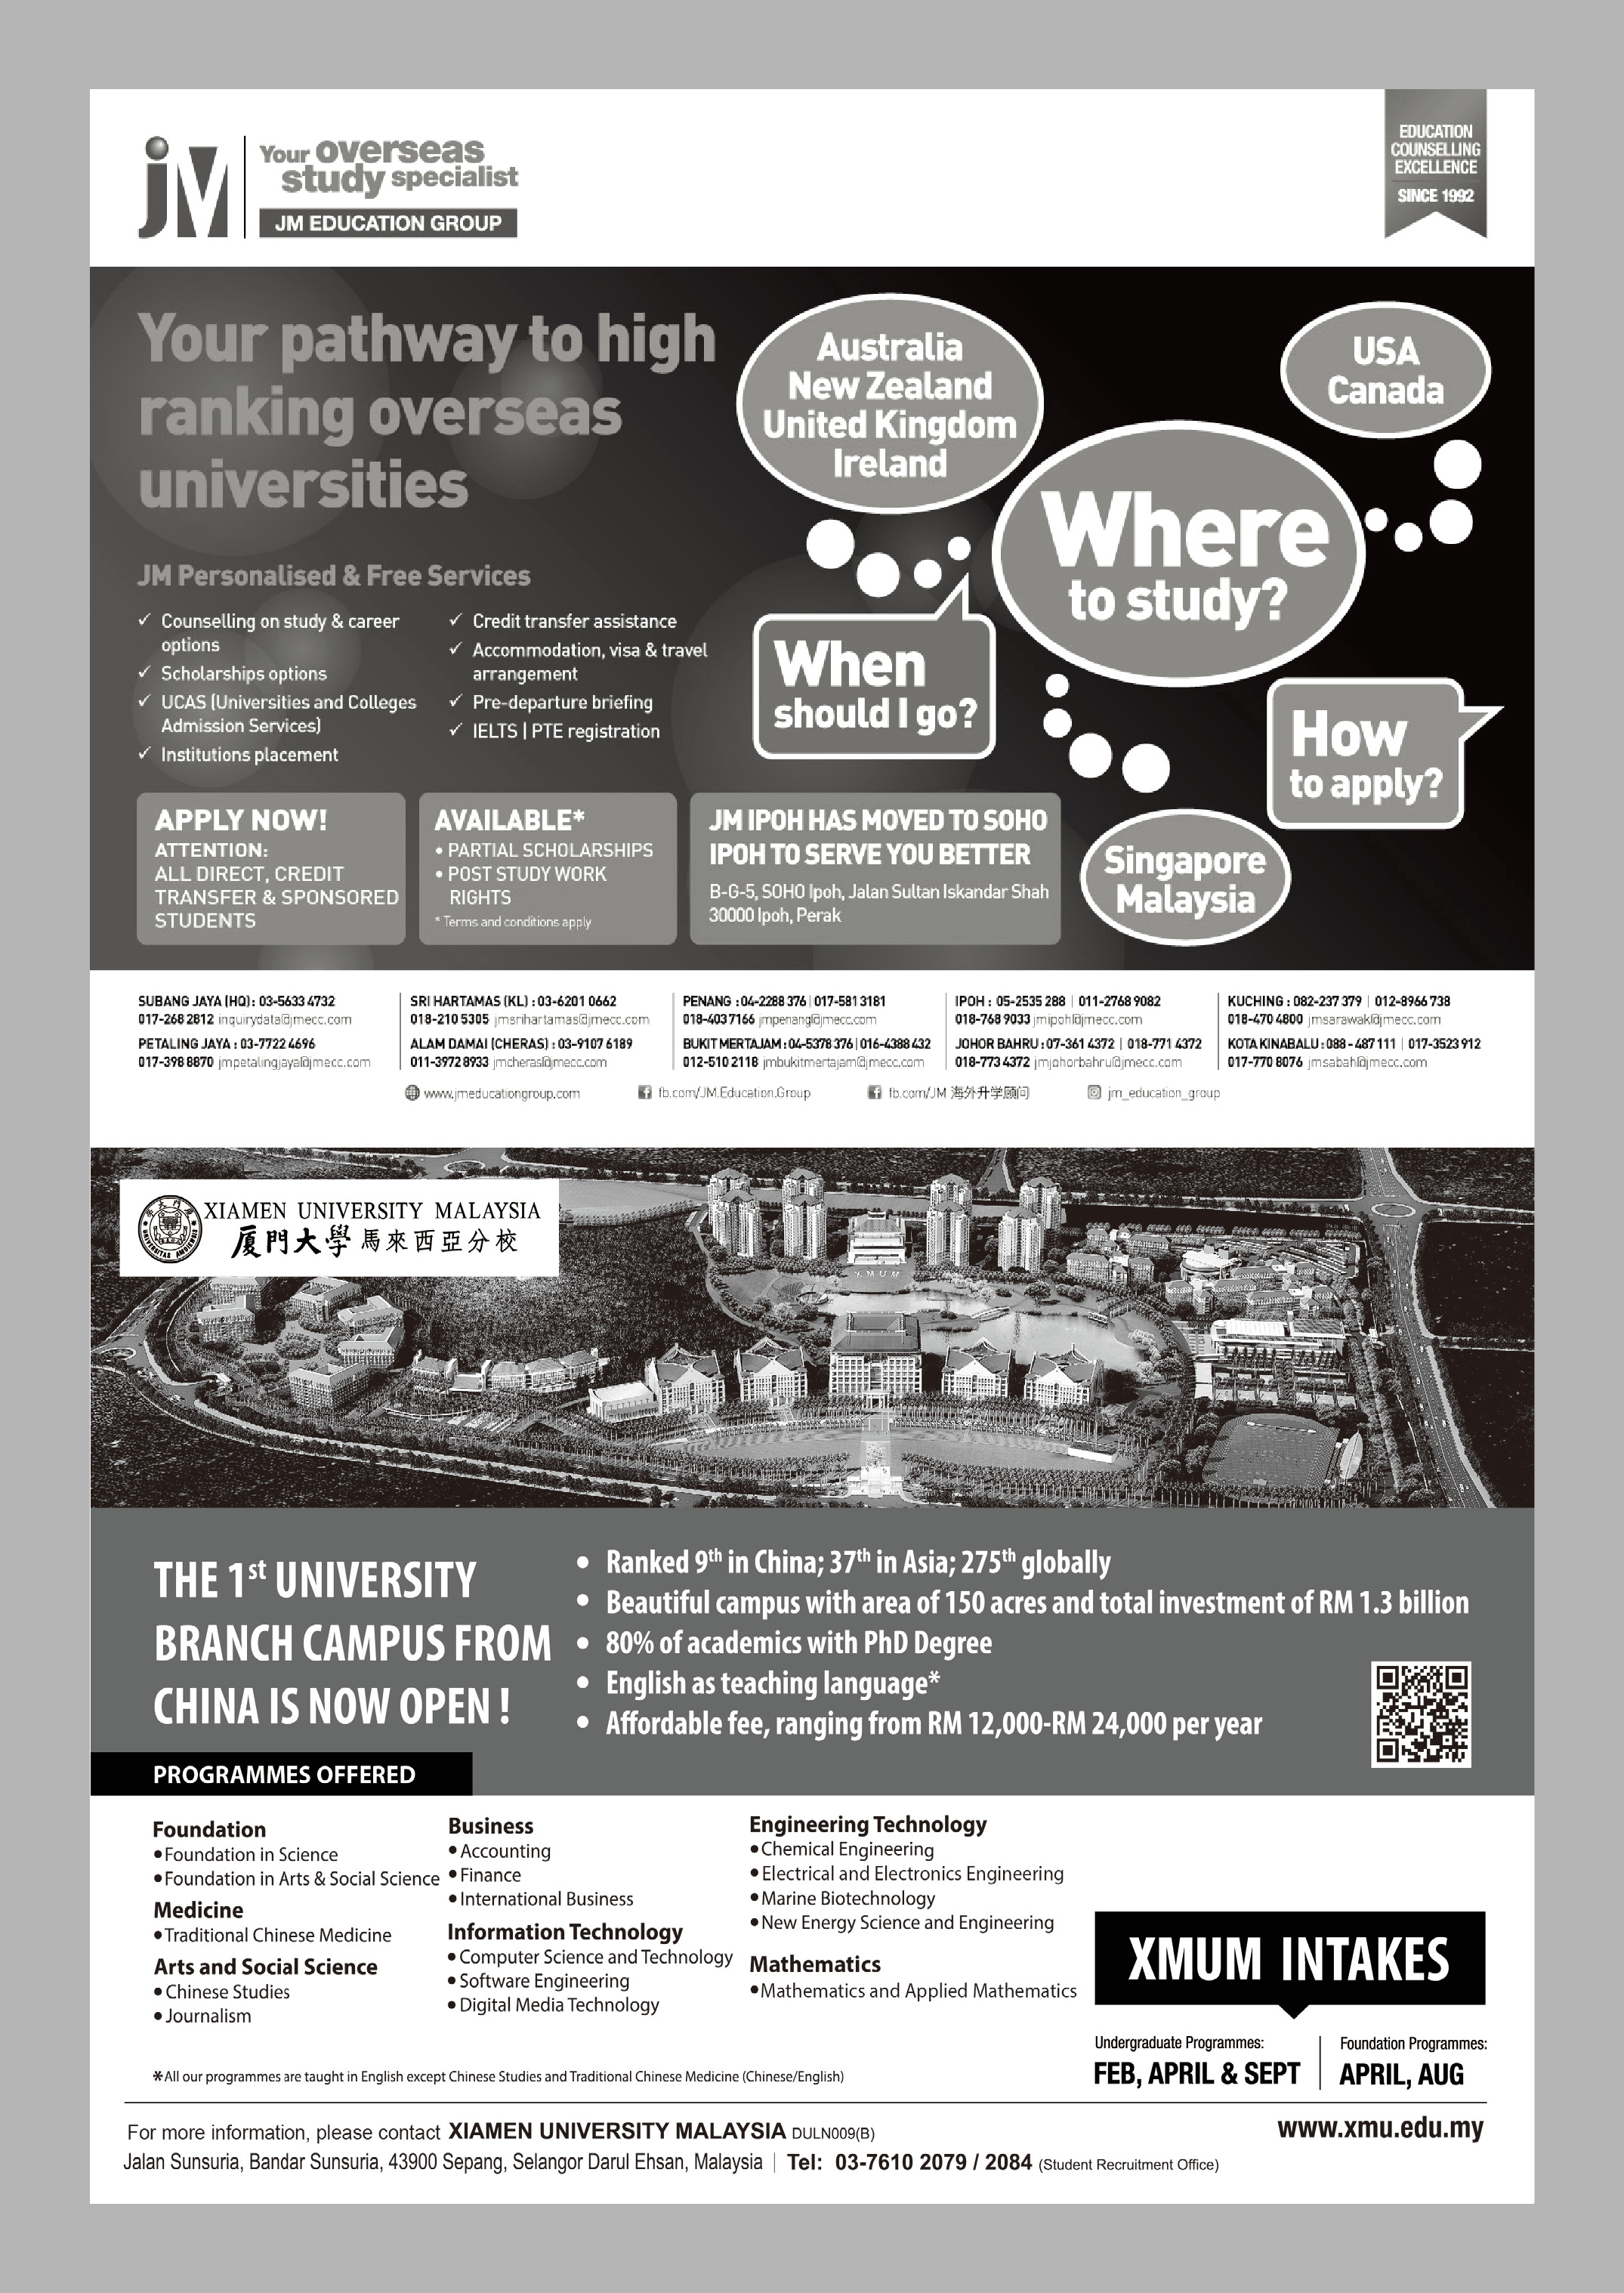 JM
Your overseas
study specialist
JM EDUCATION GROUP
EDUCATION
COUNSELLING
EXCELLENCE
SINCE 1992
Your pathway to high
ranking overseas
universities
JM Personalised & Free Services
✓ Counselling on study & career
options
✓ Scholarships options
✓ UCAS (Universities and Colleges
Admission Services)
✓ Institutions placement
✓ Credit transfer assistance
✓ Accommodation, visa & travel
arrangement
✓ Pre-departure briefing
✓ IELTS | PTE registration
Australia
New Zealand
United Kingdom
Ireland
USA
Canada
Where
to study?
When
should I go?
How
to apply?
Singapore
Malaysia
APPLY NOW!
ATTENTION:
ALL DIRECT, CREDIT
TRANSFER & SPONSORED
STUDENTS
AVAILABLE*
• PARTIAL SCHOLARSHIPS
• POST STUDY WORK
RIGHTS
* Terms and conditions apply
JM IPOH HAS MOVED TO SOHO
IPOH TO SERVE YOU BETTER
B-G-5, SOHO Ipoh, Jalan Sultan Iskandar Shah
30000 Ipoh, Perak
SUBANG JAYA (HQ): 03-5633 4732
017-268 2812 inquirydata@jmecc.com
PETALING JAYA : 03-7722 4696
017-398 8870 jmpetalingjaya@jmecc.com
SRI HARTAMAS (KL) : 03-6201 0662
018-210 5305 jmsrihartamas@jmecc.com
ALAM DAMAI (CHERAS) : 03-9107 6189
011-3972 8933 jmcheras@jmecc.com
PENANG : 04-2288 376 | 017-581 3181
018-403 7166 jmpenang@jmecc.com
BUKIT MERTAJAM : 04-5378 376 | 016-4388 432
012-510 2118 jmbukitmertajam@jmecc.com
IPOH : 05-2535 288 | 011-2768 9082
018-768 9033 jmipoh@jmecc.com
JOHOR BAHRU : 07-361 4372 | 018-771 4372
018-773 4372 jmjohorbahru@jmecc.com
KUCHING : 082-237 379 | 012-8966 738
018-470 4800 jmsarawak@jmecc.com
KOTA KINABALU : 088 - 487 111 | 017-3523 912
017-770 8076 jmsabah@jmecc.com
www.jmeducationgroup.com
fb.com/JM.Education.Group
fb.com/JM 海外升学顾问
jm_education_group
XIAMEN UNIVERSITY MALAYSIA
厦門大學 馬來西亞分校
XMUM
THE 1st UNIVERSITY
BRANCH CAMPUS FROM
CHINA IS NOW OPEN !
• Ranked 9th in China; 37th in Asia; 275th globally
• Beautiful campus with area of 150 acres and total investment of RM 1.3 billion
• 80% of academics with PhD Degree
• English as teaching language*
• Affordable fee, ranging from RM 12,000-RM 24,000 per year
PROGRAMMES OFFERED
Foundation
• Foundation in Science
• Foundation in Arts & Social Science
Medicine
• Traditional Chinese Medicine
Arts and Social Science
• Chinese Studies
• Journalism
Business
• Accounting
• Finance
• International Business
Information Technology
• Computer Science and Technology
• Software Engineering
• Digital Media Technology
Engineering Technology
• Chemical Engineering
• Electrical and Electronics Engineering
• Marine Biotechnology
• New Energy Science and Engineering
Mathematics
• Mathematics and Applied Mathematics
XMUM INTAKES
Undergraduate Programmes:
FEB, APRIL & SEPT
Foundation Programmes:
APRIL, AUG
*All our programmes are taught in English except Chinese Studies and Traditional Chinese Medicine (Chinese/English)
For more information, please contact XIAMEN UNIVERSITY MALAYSIA DULN009(B)
www.xmu.edu.my
Jalan Sunsuria, Bandar Sunsuria, 43900 Sepang, Selangor Darul Ehsan, Malaysia | Tel: 03-7610 2079 / 2084 (Student Recruitment Office)